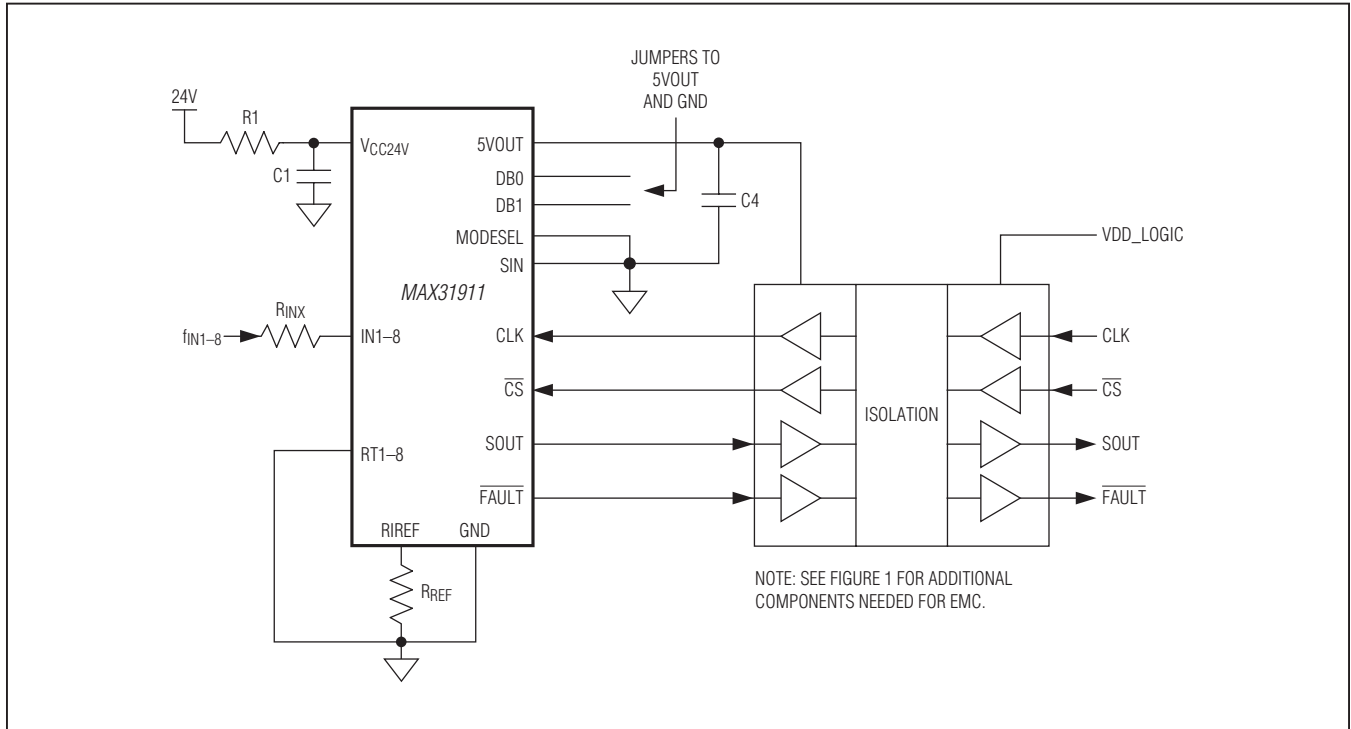 JUMPERS TO
5VOUT
AND GND
24V
R1
C1
VCC24V
5VOUT
DB0
DB1
MODESEL
SIN
C4
VDD_LOGIC
MAX31911
RINX
fIN1–8
IN1–8
CLK
CS
SOUT
FAULT
RT1–8
RIREF
GND
RREF
ISOLATION
CLK
CS
SOUT
FAULT
NOTE: SEE FIGURE 1 FOR ADDITIONAL
COMPONENTS NEEDED FOR EMC.